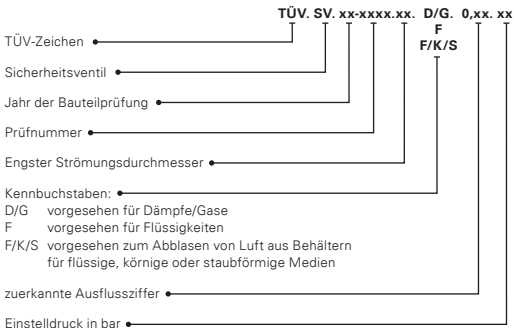 TÜV. SV. xx-xxxx.xx. D/G. 0,xx. xx
F
F/K/S
TÜV-Zeichen
Sicherheitsventil
Jahr der Bauteilprüfung
Prüfnummer
Engster Strömungsdurchmesser
Kennbuchstaben:
D/G vorgesehen für Dämpfe/Gase
F vorgesehen für Flüssigkeiten
F/K/S vorgesehen zum Abblasen von Luft aus Behältern
für flüssige, körnige oder staubförmige Medien
zuerkannte Ausflussziffer
Einstelldruck in bar